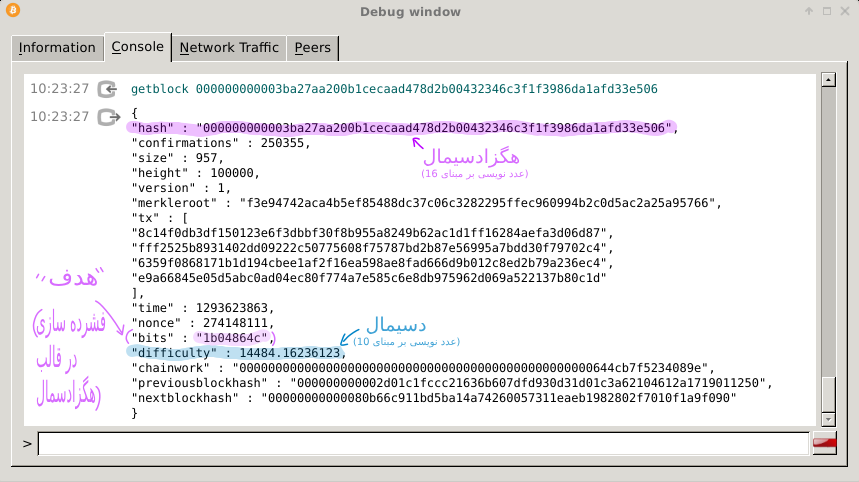 Debug window
Information
Console
Network Traffic
Peers
10:23:27
getblock 000000000003ba27aa200b1cecaad478d2b00432346c3f1f3986da1afd33e506
10:23:27
{
"hash" : "000000000003ba27aa200b1cecaad478d2b00432346c3f1f3986da1afd33e506",
"confirmations" : 250355,
هگزادسیمال
(عدد نویسی بر مبنای 16)
"size" : 957,
"height" : 100000,
"version" : 1,
"merkleroot" : "f3e94742aca4b5ef85488dc37c06c3282295ffec960994b2c0d5ac2a25a95766",
"tx" : [
"8c14f0db3df150123e6f3dbbf30f8b955a8249b62ac1d1ff16284aefa3d06d87",
"fff2525b8931402dd09222c50775608f75787bd2b87e56995a7bdd30f79702c4",
"6359f0868171b1d194cbee1af2f16ea598ae8fad666d9b012c8ed2b79a236ec4",
"e9a66845e05d5abc0ad04ec80f774a7e585c6e8db975962d069a522137b80c1d"
],
"time" : 1293623863,
"nonce" : 274148111,
"bits" : "1b04864c",
"هدف"
(فشرده سازی
در
قالب
هگزادسمال)
دسیمال
(عدد نویسی بر مبنای 10)
"difficulty" : 14484.16236123,
"chainwork" : "0000000000000000000000000000000000000000000000000644cb7f5234089e",
"previousblockhash" : "000000000002d01c1fccc21636b607dfd930d31d01c3a62104612a1719011250",
"nextblockhash" : "00000000000080b66c911bd5ba14a74260057311eaeb1982802f7010f1a9f090"
}
>